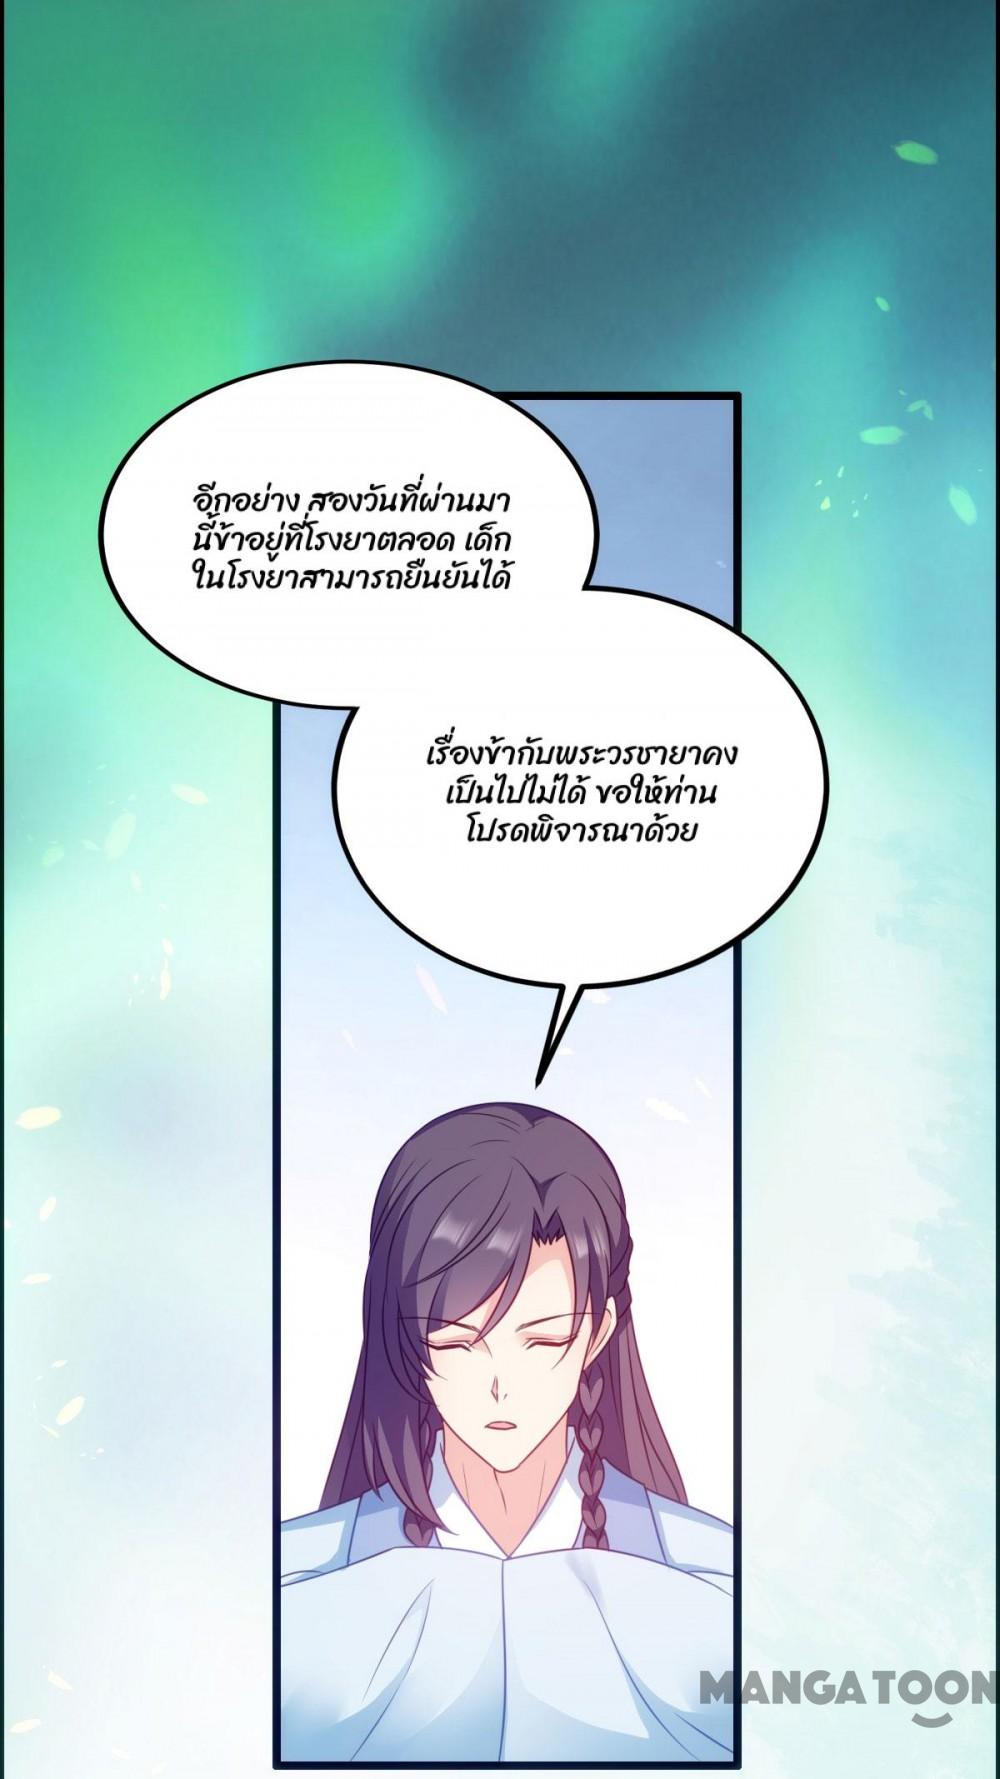 อีกอย่าง สองวันที่ผ่านมา
นี้ข้าอยู่ที่โรงยาตลอด เด็ก
ในโรงยาสามารถยืนยันได้
เรื่องข้ากับพระวรชายาคง
เป็นไปไม่ได้ ขอให้ท่าน
โปรดพิจารณาด้วย
MANGATOON